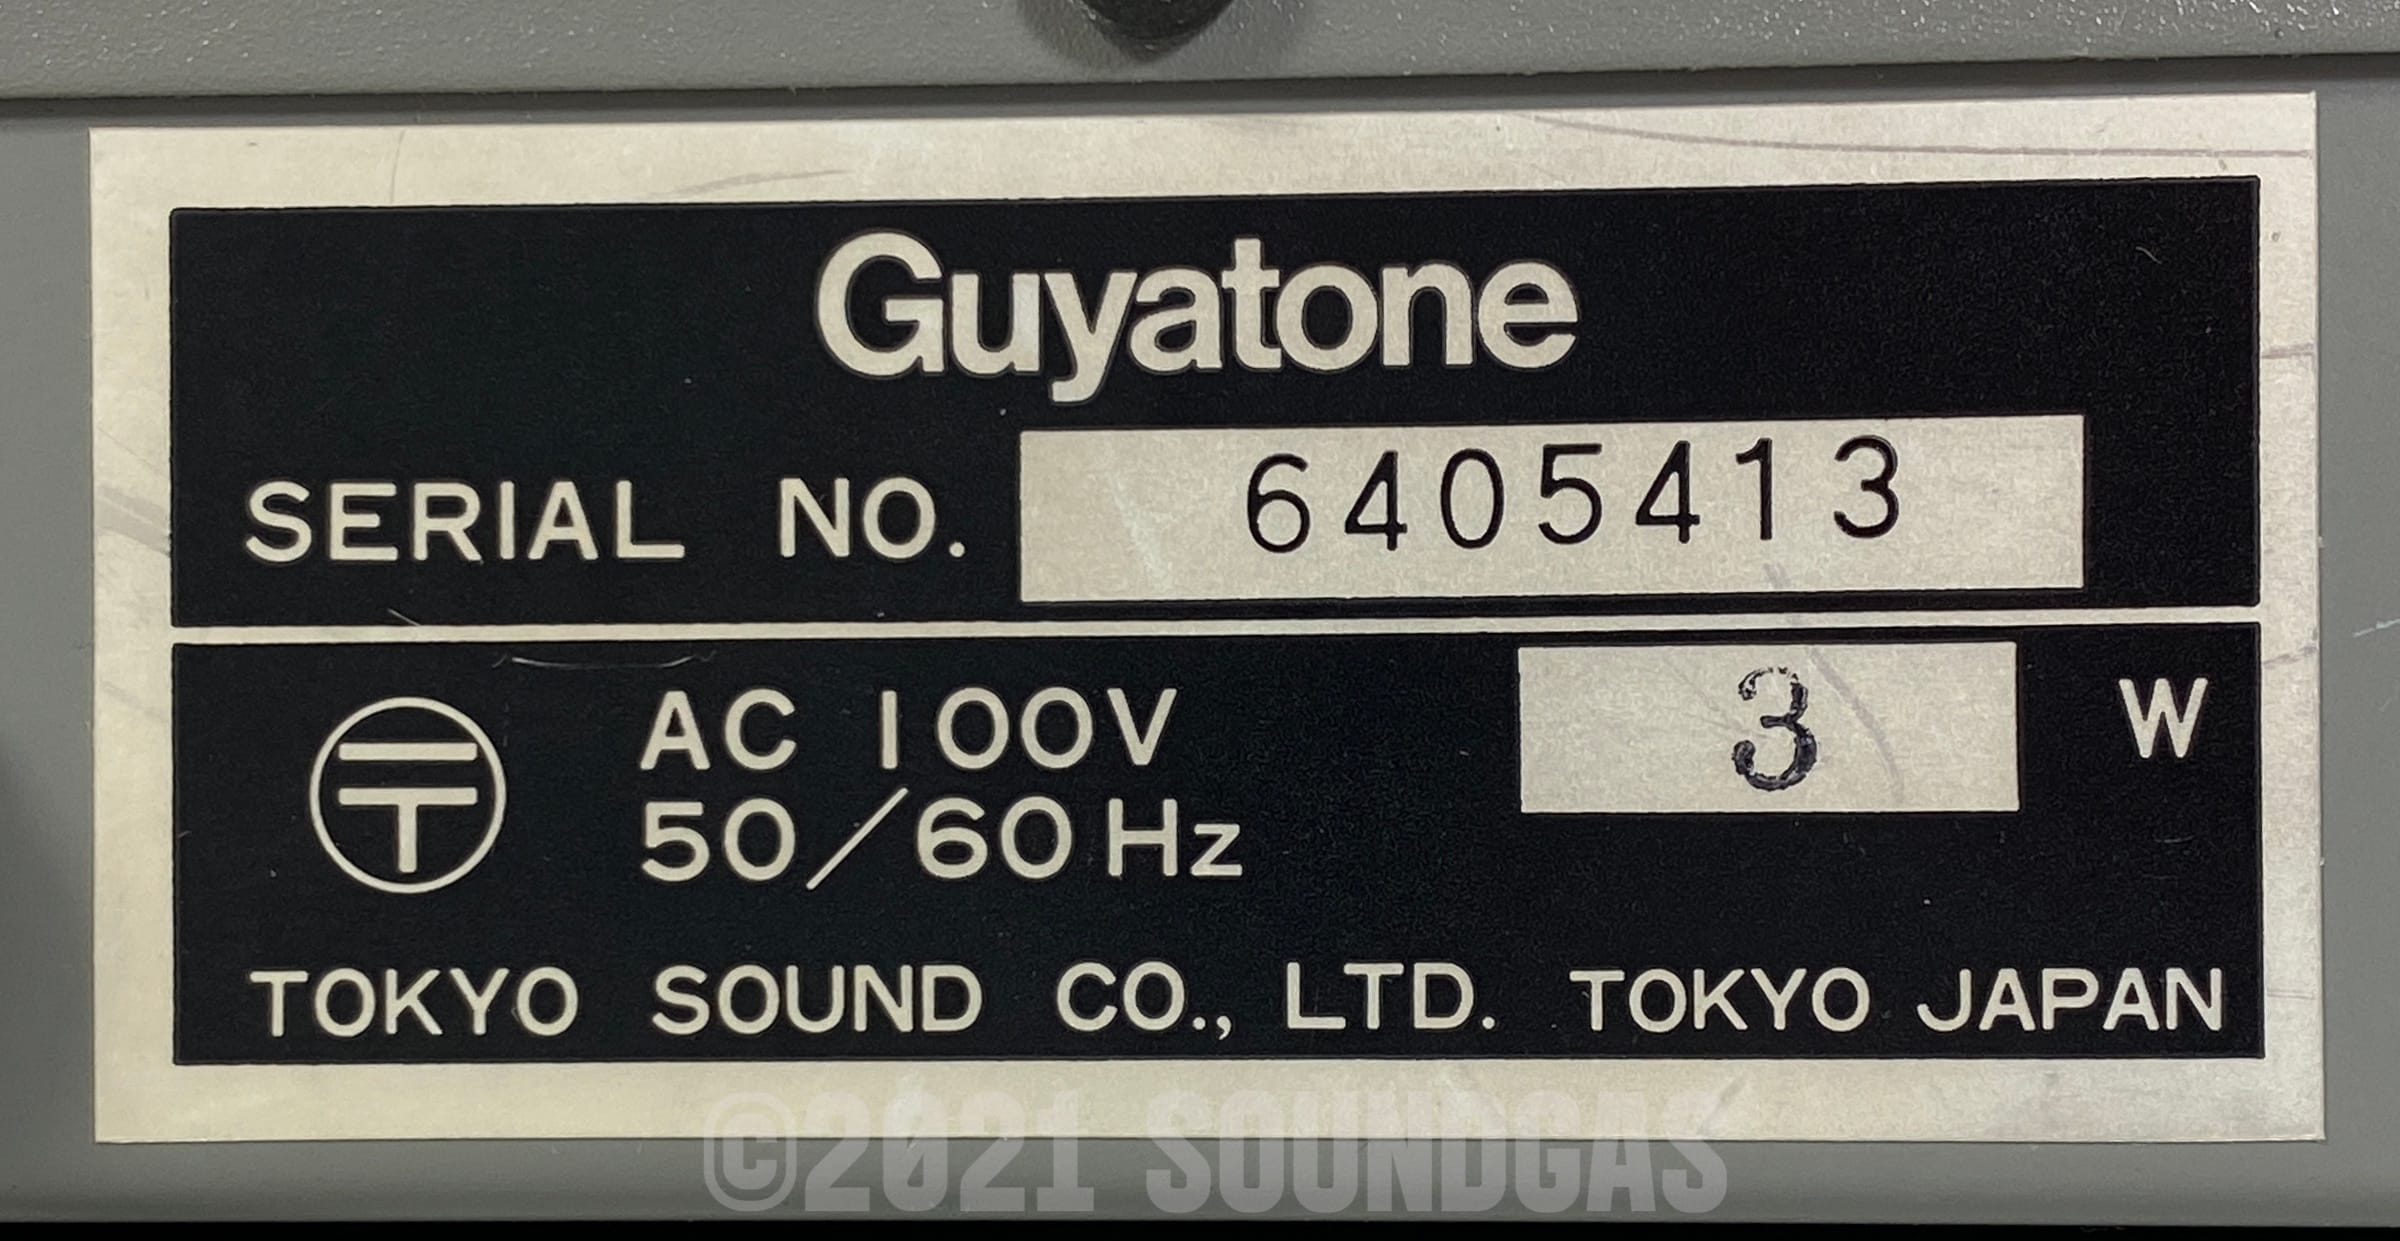 Guyatone
SERIAL NO. 6405413
〒 AC 100V 3 W
50/60Hz
TOKYO SOUND CO., LTD. TOKYO JAPAN
©2021 SOUNDGAS